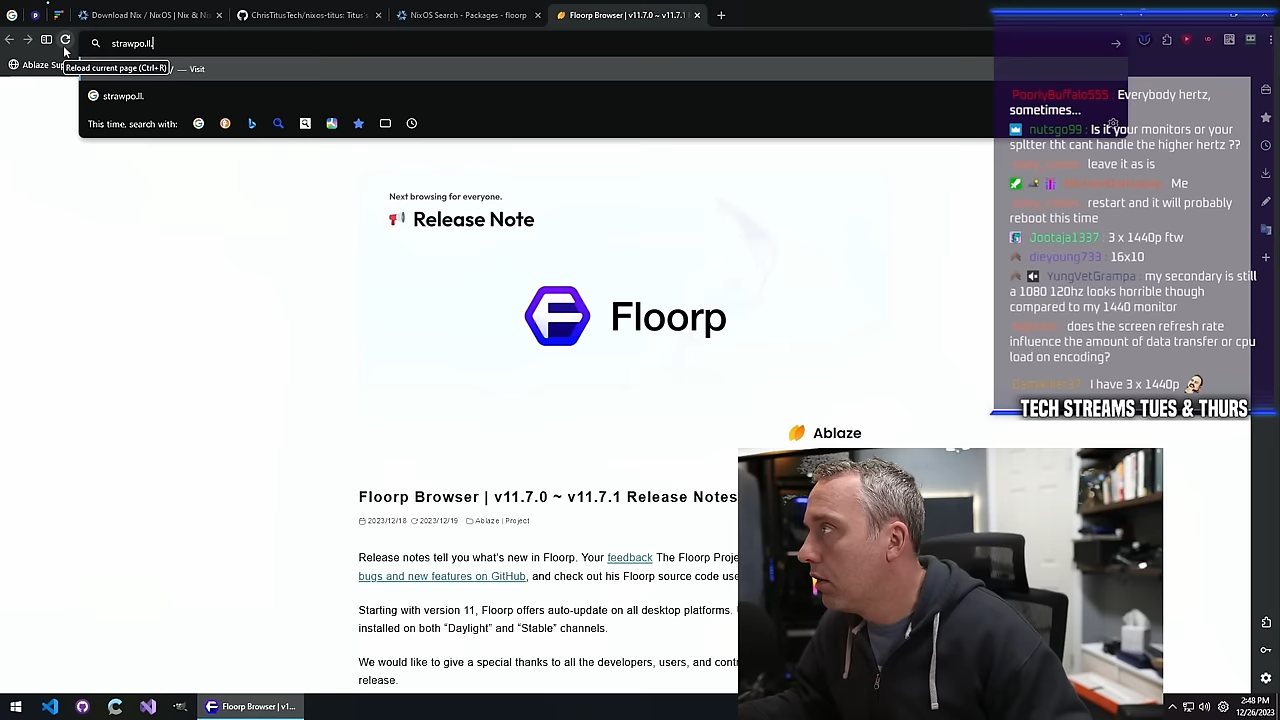 Download Nix / NixOS | Nix & Ni
ChrisTitusTech/nixos-titus: Titus's
NixOS Search - Packages - floorp
Floorp Browser | v11.7.0 ~ v11.7.1
strawpo.ll.
Ablaze Sup
Reload current page (Ctrl+R)
/ — Visit
strawpo.ll.
This time, search with:
PoorlyBuffalo555 : Everybody hertz,
sometimes...
nutsgo99 : Is it your monitors or your
spltter tht cant handle the higher hertz ??
leave it as is
Me
restart and it will probably
reboot this time
Jootaja1337 : 3 x 1440p ftw
dieyoung733 : 16x10
YungVetGrampa : my secondary is still
a 1080 120hz looks horrible though
compared to my 1440 monitor
does the screen refresh rate
influence the amount of data transfer or cpu
load on encoding?
I have 3 x 1440p
TECH STREAMS TUES & THURS
Next browsing for everyone.
Release Note
Floorp
Ablaze
Floorp Browser | v11.7.0 ~ v11.7.1 Release Notes
2023/12/18 2023/12/19 Ablaze | Project
Release notes tell you what's new in Floorp. Your feedback The Floorp Proje
bugs and new features on GitHub, and check out his Floorp source code use
Starting with version 11, Floorp offers auto-update on all desktop platforms.
installed on both “Daylight” and “Stable” channels.
We would like to give a special thanks to all the developers, users, and contr
release.
Floorp Browser | v1...
2:48 PM
12/26/2023